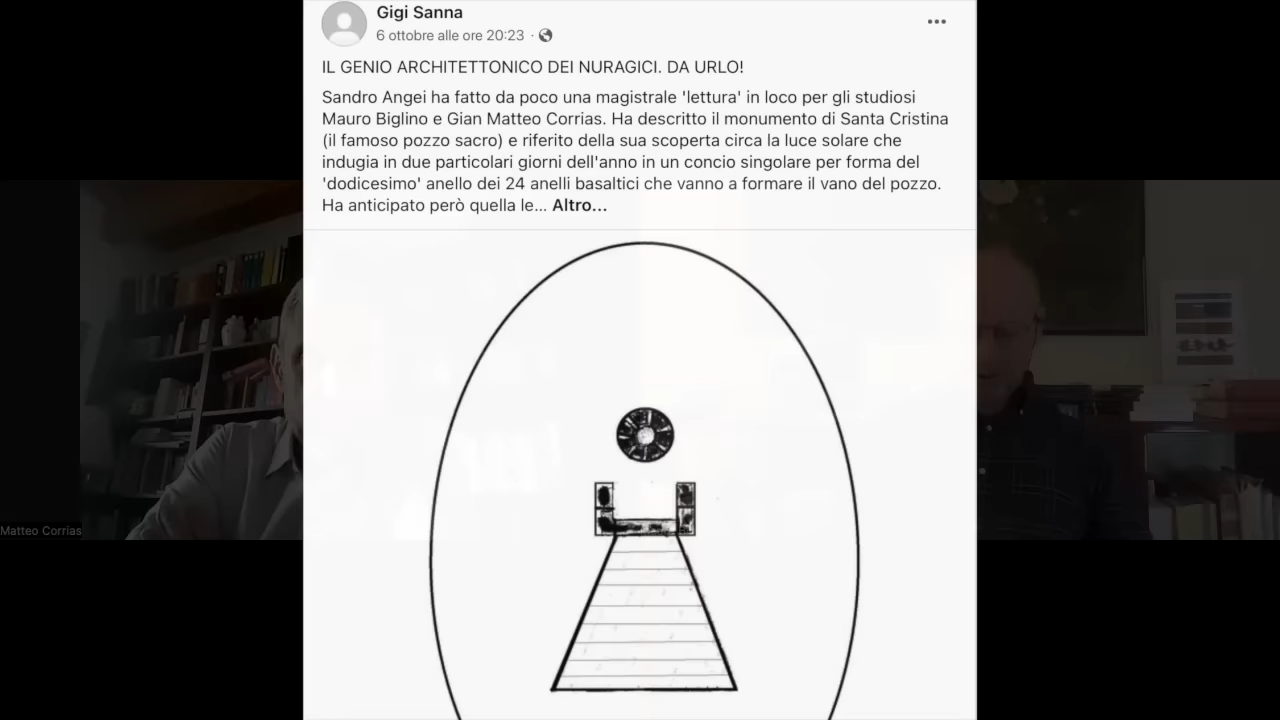 Gigi Sanna
6 ottobre alle ore 20:23 ·
IL GENIO ARCHITETTONICO DEI NURAGICI. DA URLO!
Sandro Angei ha fatto da poco una magistrale 'lettura' in loco per gli studiosi
Mauro Biglino e Gian Matteo Corrias. Ha descritto il monumento di Santa Cristina
(il famoso pozzo sacro) e riferito della sua scoperta circa la luce solare che
indugia in due particolari giorni dell'anno in un concio singolare per forma del
'dodicesimo' anello dei 24 anelli basaltici che vanno a formare il vano del pozzo.
Ha anticipato però quella le... Altro...
Matteo Corrias